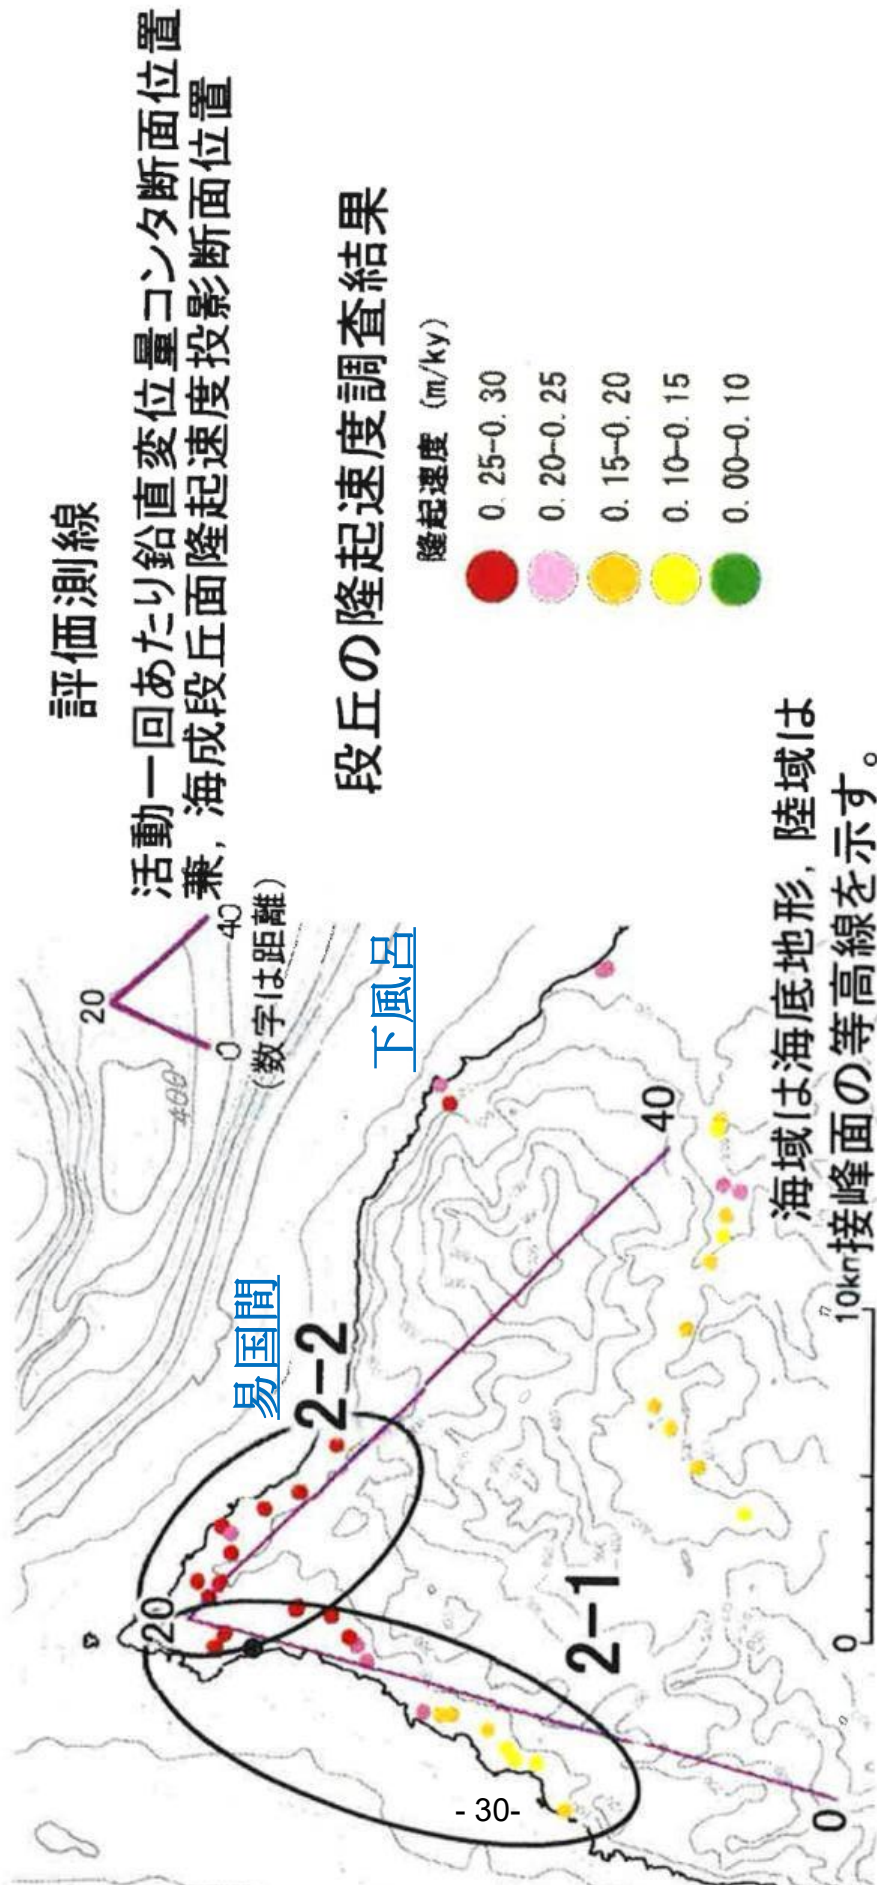 評価測線
活動一回あたり鉛直変位量コンタ断面位置
兼，海成段丘面隆起速度投影断面位置
20
0
40
(数字は距離)
段丘の隆起速度調査結果
隆起速度 (m/ky)
0.25-0.30
0.20-0.25
0.15-0.20
0.10-0.15
0.00-0.10
400
下風呂
易国間
2-2
20
40
2-1
0
0
10km
海域は海底地形，陸域は
接峰面の等高線を示す。
- 30-